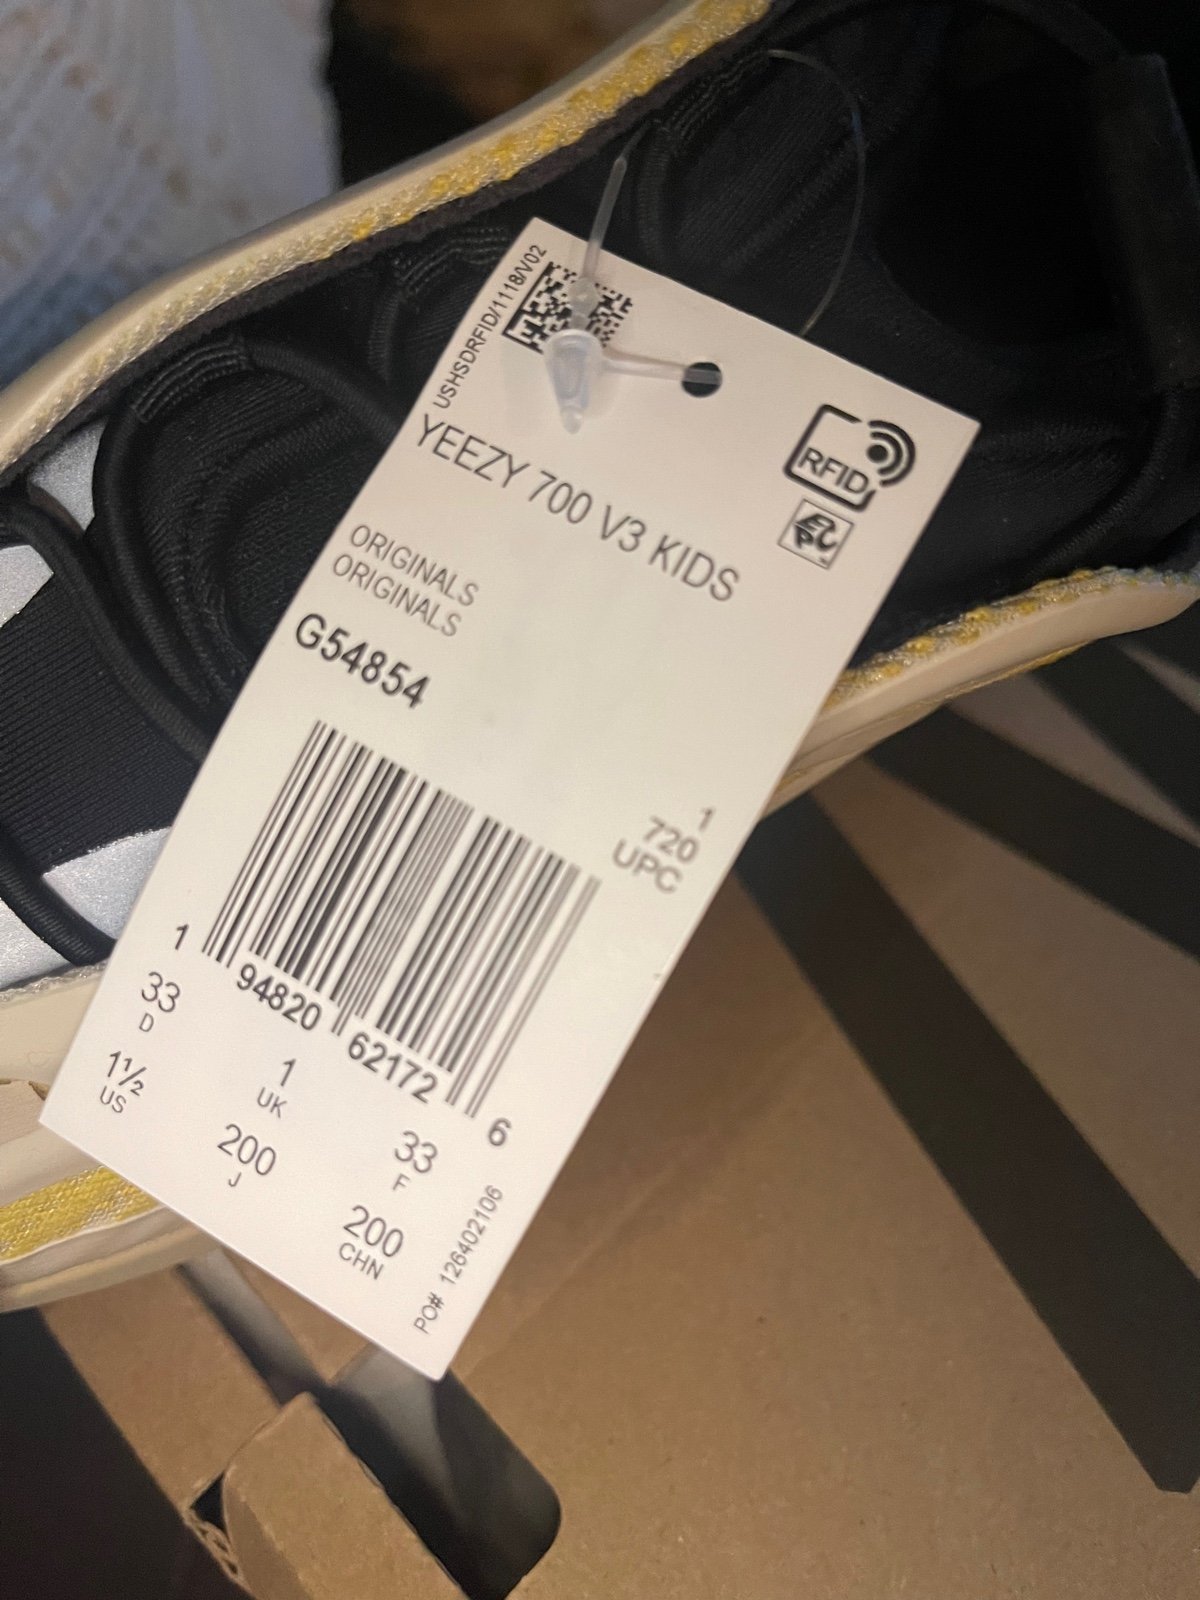 USHSDRFID/1118/V02
RFID
EPC
YEEZY 700 V3 KIDS
ORIGINALS
ORIGINALS
G54854
1
720
UPC
1 94820 62172 6
33
D
1½
US
1
UK
200
J
33
F
200
CHN
PO# 126402106